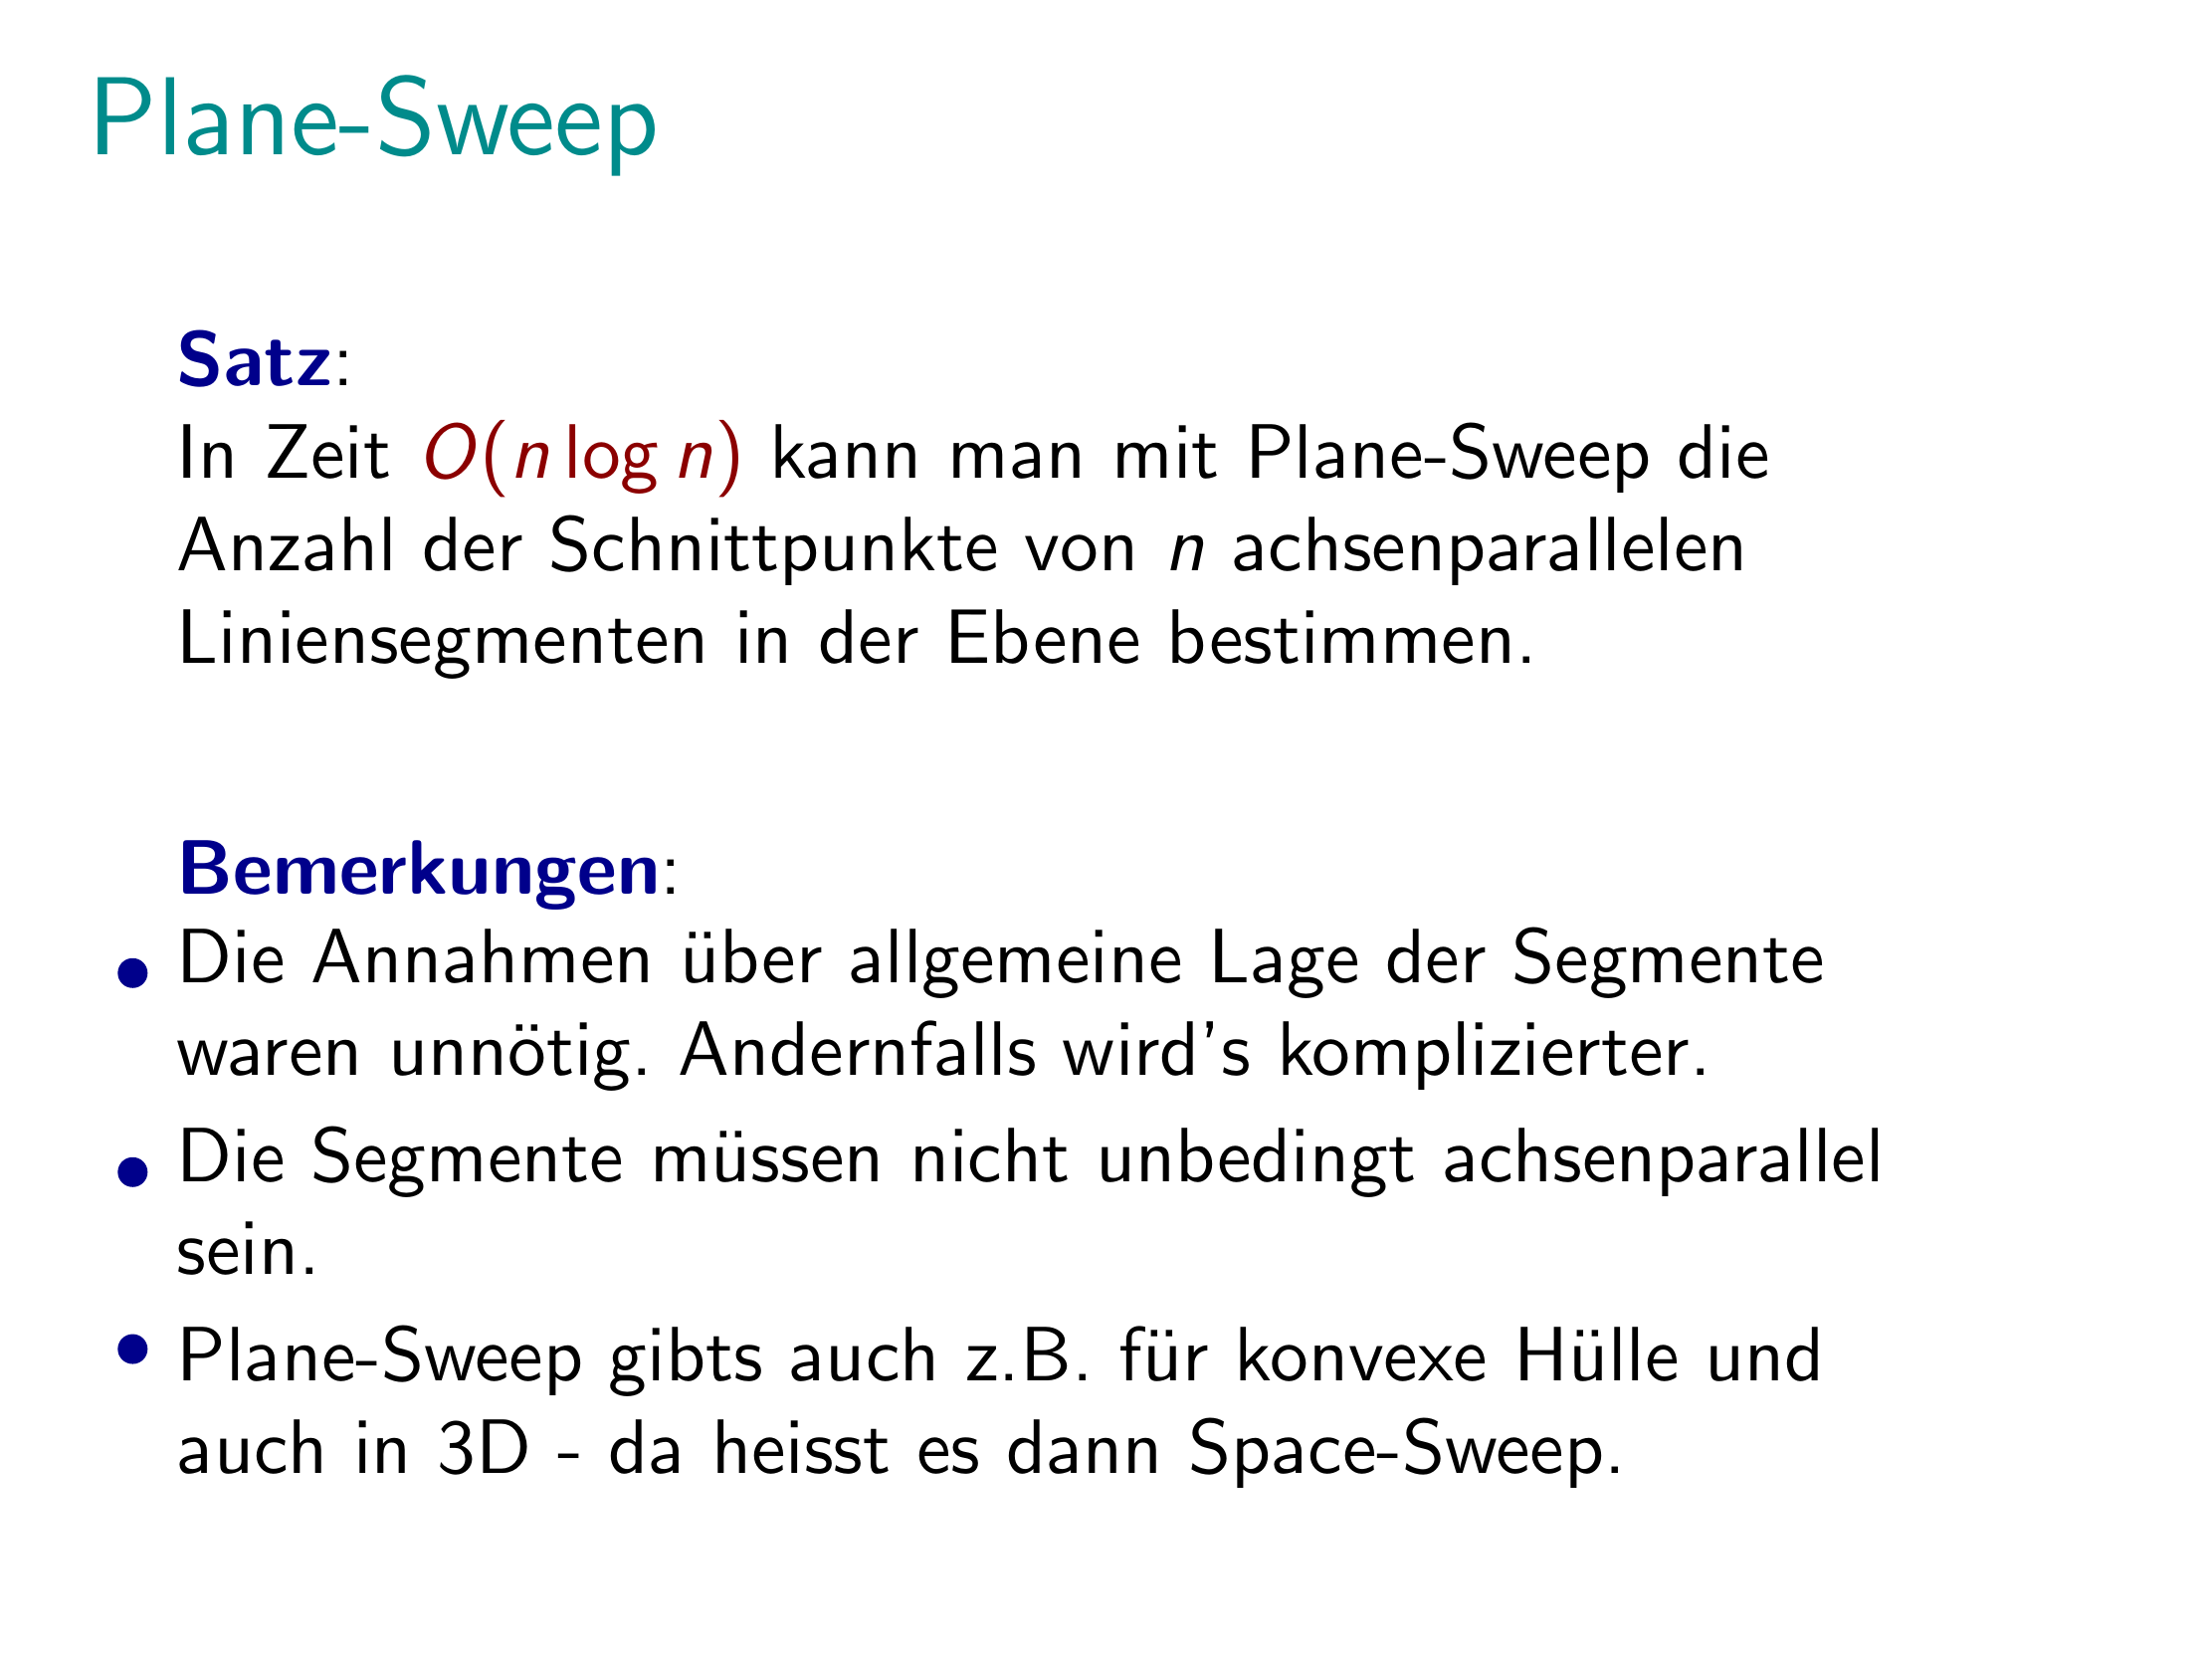 Plane-Sweep
Satz:
In Zeit O(n log n) kann man mit Plane-Sweep die
Anzahl der Schnittpunkte von n achsenparallelen
Liniensegmenten in der Ebene bestimmen.
Bemerkungen:
• Die Annahmen über allgemeine Lage der Segmente
waren unnötig. Andernfalls wird's komplizierter.
• Die Segmente müssen nicht unbedingt achsenparallel
sein.
• Plane-Sweep gibts auch z.B. für konvexe Hülle und
auch in 3D - da heisst es dann Space-Sweep.